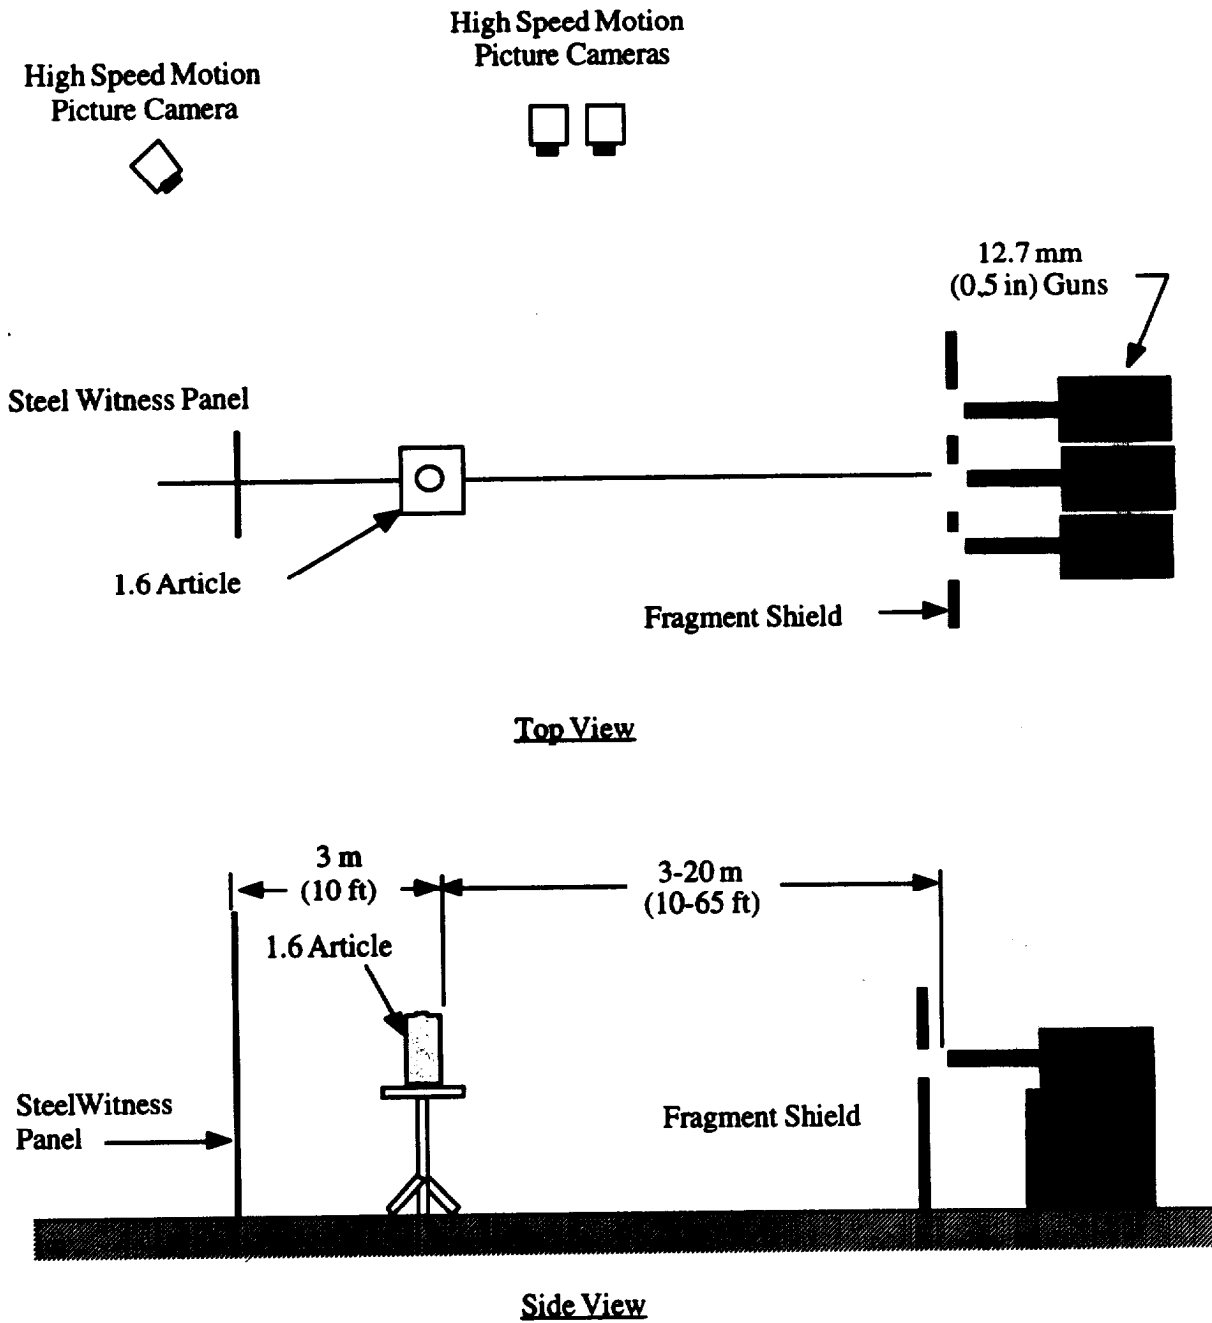 High Speed Motion
Picture Cameras
High Speed Motion
Picture Camera
12.7 mm
(0.5 in) Guns
Steel Witness Panel
1.6 Article
Fragment Shield
Top View
3 m
(10 ft)
3-20 m
(10-65 ft)
1.6 Article
SteelWitness
Panel
Fragment Shield
Side View